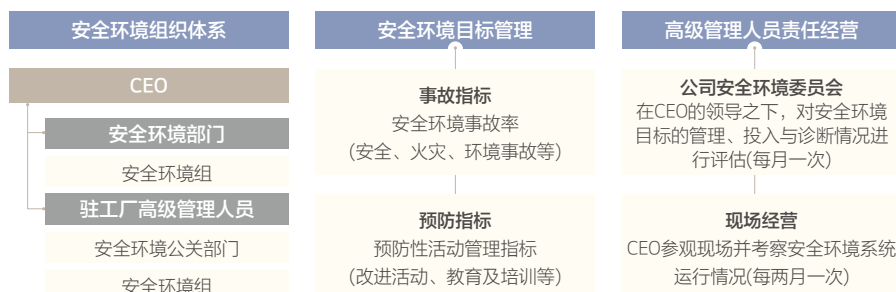 安全环境组织体系
CEO
安全环境部门
安全环境组
驻工厂高级管理人员
安全环境公关部门
安全环境组
安全环境目标管理
事故指标
安全环境事故率
(安全、火灾、环境事故等)
预防指标
预防性活动管理指标
(改进活动、教育及培训等)
高级管理人员责任经营
公司安全环境委员会
在CEO的领导之下，对安全环境
目标的管理、投入与诊断情况进
行评估(每月一次)
现场经营
CEO参观现场并考察安全环境系统
运行情况(每两月一次)